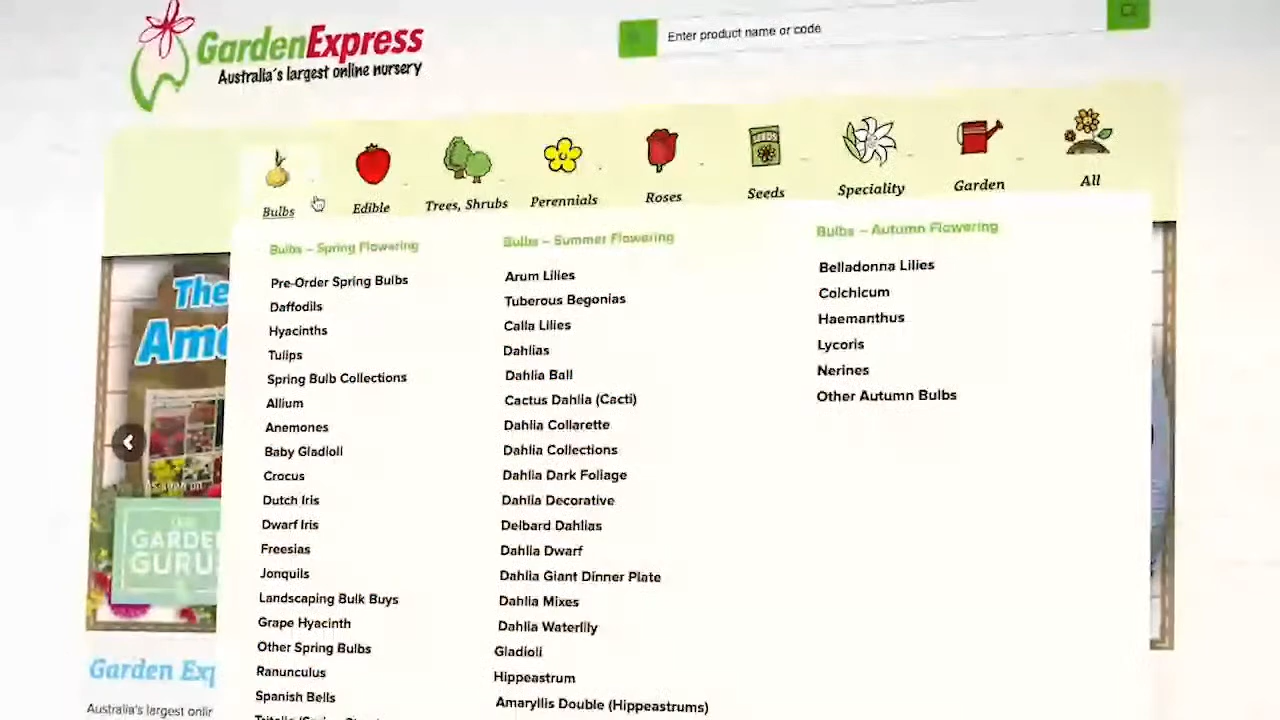 GardenExpress
Australia's largest online nursery
Enter product name or code
Bulbs
Edible
Trees, Shrubs
Perennials
Roses
Seeds
Speciality
Garden
All
Bulbs – Spring Flowering
Pre-Order Spring Bulbs
Daffodils
Hyacinths
Tulips
Spring Bulb Collections
Allium
Anemones
Baby Gladioli
Crocus
Dutch Iris
Dwarf Iris
Freesias
Jonquils
Landscaping Bulk Buys
Grape Hyacinth
Other Spring Bulbs
Ranunculus
Spanish Bells
Bulbs – Summer Flowering
Arum Lilies
Tuberous Begonias
Calla Lilies
Dahlias
Dahlia Ball
Cactus Dahlia (Cacti)
Dahlia Collarette
Dahlia Collections
Dahlia Dark Foliage
Dahlia Decorative
Delbard Dahlias
Dahlia Dwarf
Dahlia Giant Dinner Plate
Dahlia Mixes
Dahlia Waterlily
Gladioli
Hippeastrum
Amaryllis Double (Hippeastrums)
Bulbs – Autumn Flowering
Belladonna Lilies
Colchicum
Haemanthus
Lycoris
Nerines
Other Autumn Bulbs
The
As seen on
THE
Garden
Australia's largest